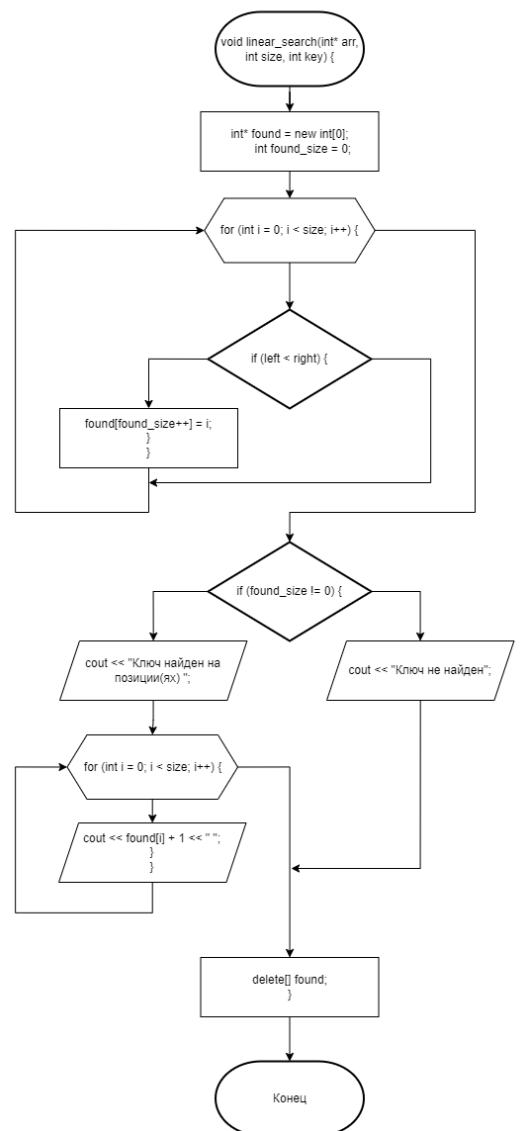 void linear_search(int* arr,
int size, int key) {
int* found = new int[0];
int found_size = 0;
for (int i = 0; i < size; i++) {
if (left < right) {
found[found_size++] = i;
}
}
if (found_size != 0) {
cout << "Ключ найден на
позиции(ях) ";
cout << "Ключ не найден";
for (int i = 0; i < size; i++) {
cout << found[i] + 1 << " ";
}
}
delete[] found;
}
Конец